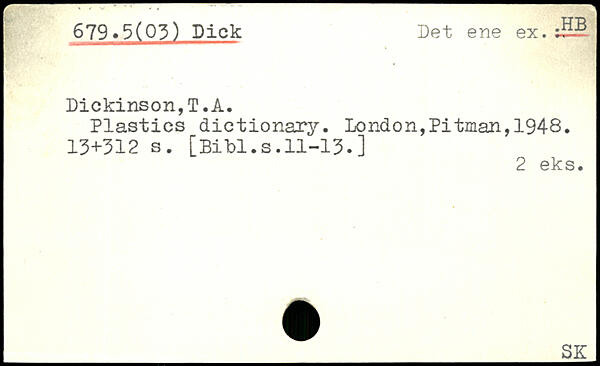 679.5(03) Dick Det ene ex.:HB
Dickinson,T.A.
Plastics dictionary. London,Pitman,1948.
13+312 s. [Bibl.s.11-13.]
2 eks.
SK